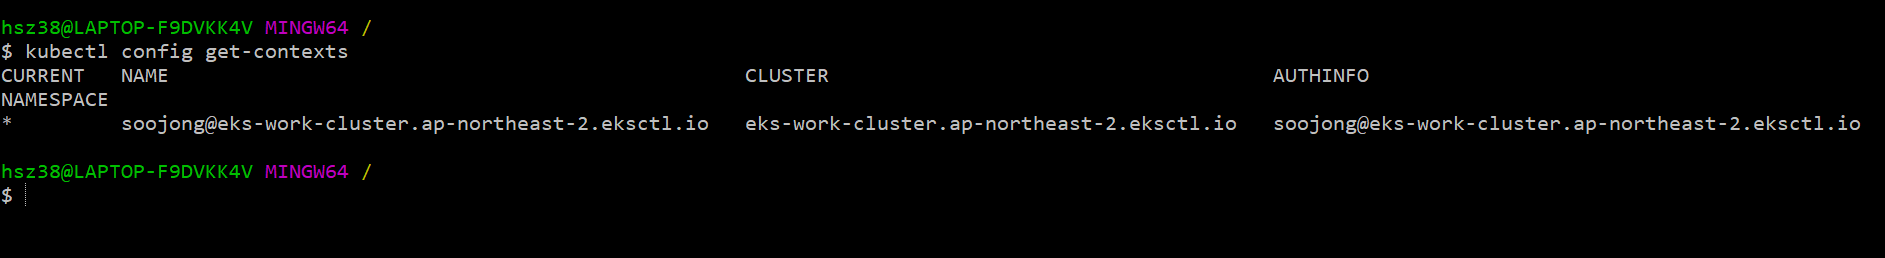 hsz38@LAPTOP-F9DVKK4V MINGW64 /
$ kubectl config get-contexts
CURRENT   NAME                                                CLUSTER                                     AUTHINFO
NAMESPACE
*         soojong@eks-work-cluster.ap-northeast-2.eksctl.io   eks-work-cluster.ap-northeast-2.eksctl.io   soojong@eks-work-cluster.ap-northeast-2.eksctl.io
hsz38@LAPTOP-F9DVKK4V MINGW64 /
$